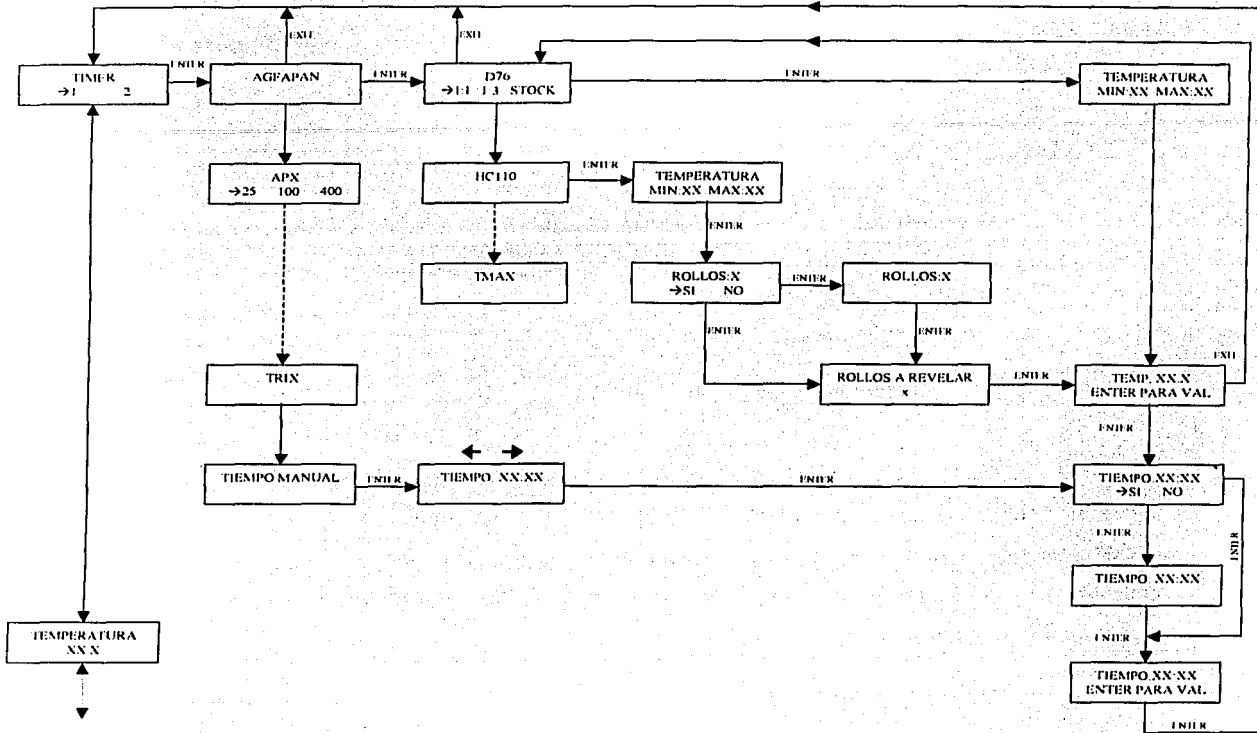 EXIT
EXIT
TIMER
→1 2
ENTER
AGFAPAN
ENTER
D76
→1:1 1:3 STOCK
ENTER
TEMPERATURA
MIN:XX MAX:XX
APX
→25 100 400
HC110
ENTER
TEMPERATURA
MIN:XX MAX:XX
ENTER
TMAX
ROLLOS:X
→SI NO
ENTER
ROLLOS:X
ENTER
ENTER
EXIT
TRIX
ROLLOS A REVELAR
x
ENTER
TEMP. XX.X
ENTER PARA VAL
ENTER
TIEMPO MANUAL
ENTER
← →
TIEMPO. XX:XX
ENTER
TIEMPO.XX:XX
→SI NO
ENTER
ENTER
TIEMPO. XX:XX
TEMPERATURA
XX X
ENTER
TIEMPO.XX:XX
ENTER PARA VAL
ENTER